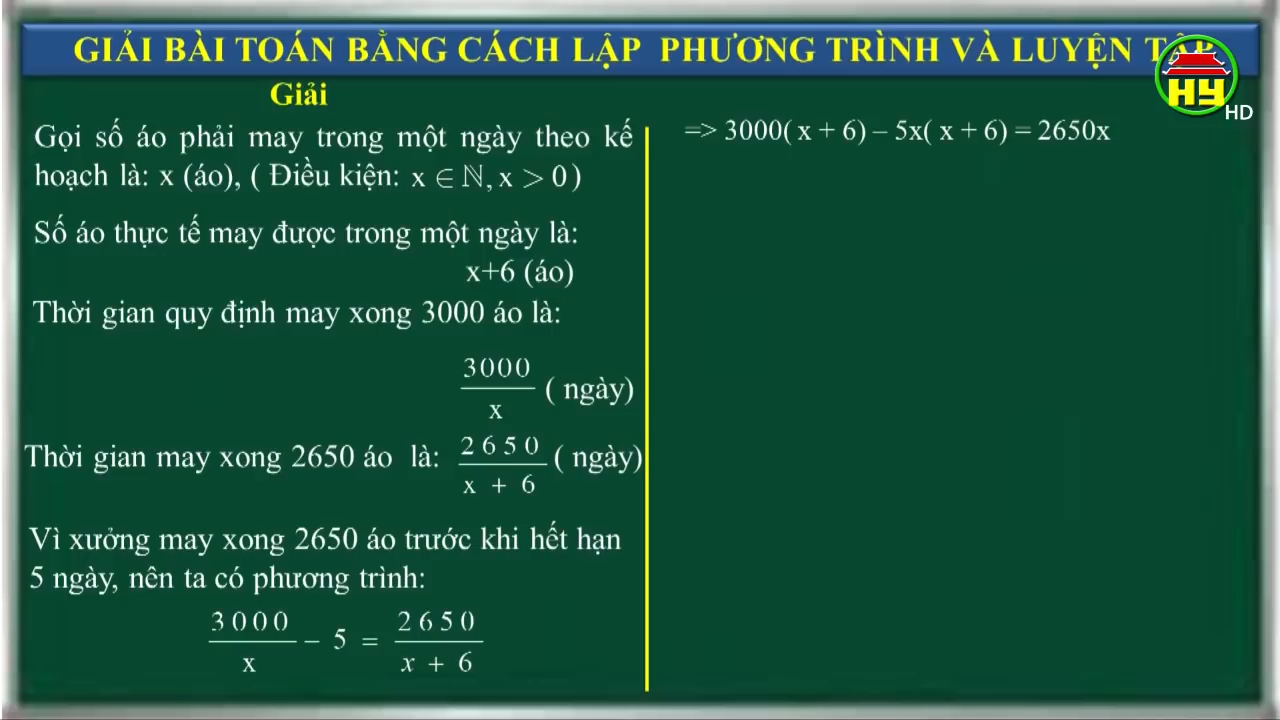 GIẢI BÀI TOÁN BẰNG CÁCH LẬP PHƯƠNG TRÌNH VÀ LUYỆN TẬP
HY
HD
Giải
Gọi số áo phải may trong một ngày theo kế
hoạch là: x (áo), ( Điều kiện: x ∈ ℕ, x > 0 )
Số áo thực tế may được trong một ngày là:
x+6 (áo)
Thời gian quy định may xong 3000 áo là:
3000/x ( ngày)
Thời gian may xong 2650 áo là: 2650/(x + 6) ( ngày)
Vì xưởng may xong 2650 áo trước khi hết hạn
5 ngày, nên ta có phương trình:
3000/x − 5 = 2650/(x + 6)
=> 3000( x + 6) – 5x( x + 6) = 2650x